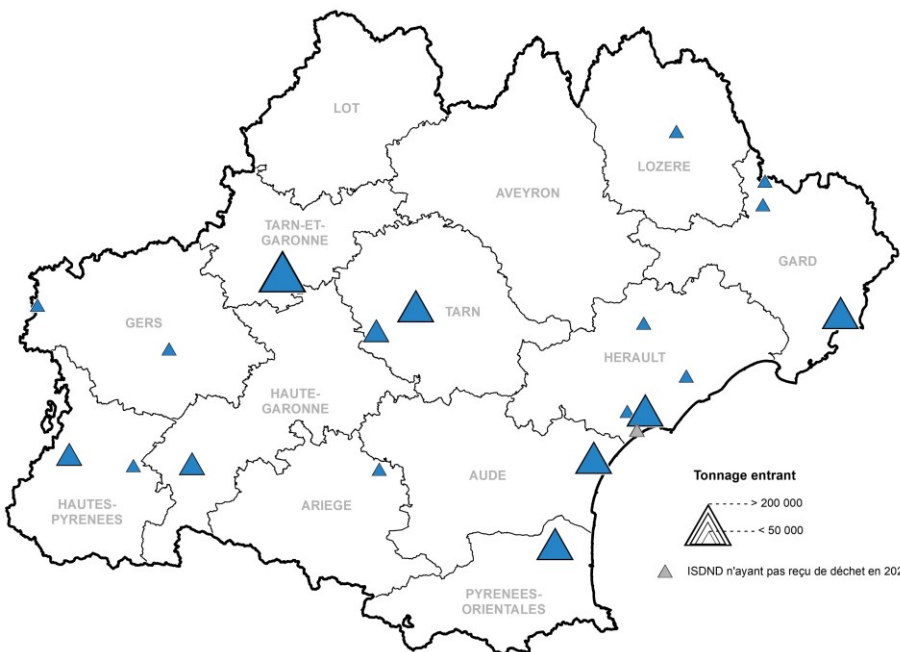 LOT
LOZERE
AVEYRON
TARN-ET-
GARONNE
GARD
GERS
TARN
HERAULT
HAUTE-
GARONNE
AUDE
HAUTES-
PYRENEES
ARIEGE
PYRENEES-
ORIENTALES
Tonnage entrant
> 200 000
< 50 000
ISDND n'ayant pas reçu de déchet en 202